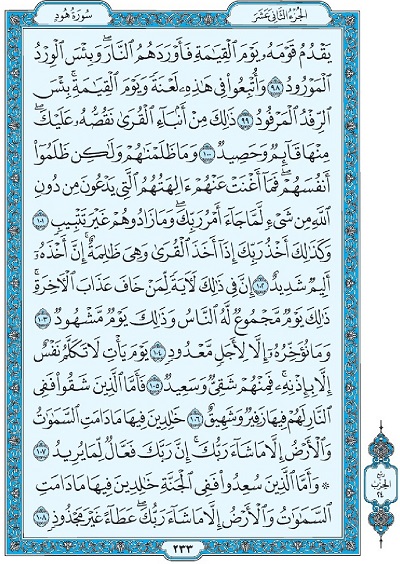 الجزء الثاني عشر
سورة هود
يَقْدُمُ قَوْمَهُۥ يَوْمَ ٱلْقِيَـٰمَةِ فَأَوْرَدَهُمُ ٱلنَّارَ ۖ وَبِئْسَ ٱلْوِرْدُ
ٱلْمَوْرُودُ ٩٨ وَأُتْبِعُوا۟ فِى هَـٰذِهِۦ لَعْنَةً وَيَوْمَ ٱلْقِيَـٰمَةِ ۚ بِئْسَ
ٱلرِّفْدُ ٱلْمَرْفُودُ ٩٩ ذَٰلِكَ مِنْ أَنۢبَآءِ ٱلْقُرَىٰ نَقُصُّهُۥ عَلَيْكَ ۖ
مِنْهَا قَآئِمٌ وَحَصِيدٌ ١٠٠ وَمَا ظَلَمْنَـٰهُمْ وَلَـٰكِن ظَلَمُوٓا۟
أَنفُسَهُمْ ۖ فَمَآ أَغْنَتْ عَنْهُمْ ءَالِهَتُهُمُ ٱلَّتِى يَدْعُونَ مِن دُونِ
ٱللَّهِ مِن شَىْءٍ لَّمَّا جَآءَ أَمْرُ رَبِّكَ ۖ وَمَا زَادُوهُمْ غَيْرَ تَتْبِيبٍ ١٠١
وَكَذَٰلِكَ أَخْذُ رَبِّكَ إِذَآ أَخَذَ ٱلْقُرَىٰ وَهِىَ ظَـٰلِمَةٌ ۚ إِنَّ أَخْذَهُۥٓ
أَلِيمٌ شَدِيدٌ ١٠٢ إِنَّ فِى ذَٰلِكَ لَـَٔايَةً لِّمَنْ خَافَ عَذَابَ ٱلْـَٔاخِرَةِ ۚ
ذَٰلِكَ يَوْمٌ مَّجْمُوعٌ لَّهُ ٱلنَّاسُ وَذَٰلِكَ يَوْمٌ مَّشْهُودٌ ١٠٣
وَمَا نُؤَخِّرُهُۥٓ إِلَّا لِأَجَلٍ مَّعْدُودٍ ١٠٤ يَوْمَ يَأْتِ لَا تَكَلَّمُ نَفْسٌ
إِلَّا بِإِذْنِهِۦ ۚ فَمِنْهُمْ شَقِىٌّ وَسَعِيدٌ ١٠٥ فَأَمَّا ٱلَّذِينَ شَقُوا۟ فَفِى
ٱلنَّارِ لَهُمْ فِيهَا زَفِيرٌ وَشَهِيقٌ ١٠٦ خَـٰلِدِينَ فِيهَا مَا دَامَتِ ٱلسَّمَـٰوَٰتُ
وَٱلْأَرْضُ إِلَّا مَا شَآءَ رَبُّكَ ۚ إِنَّ رَبَّكَ فَعَّالٌ لِّمَا يُرِيدُ ١٠٧
۞ وَأَمَّا ٱلَّذِينَ سُعِدُوا۟ فَفِى ٱلْجَنَّةِ خَـٰلِدِينَ فِيهَا مَا دَامَتِ
ٱلسَّمَـٰوَٰتُ وَٱلْأَرْضُ إِلَّا مَا شَآءَ رَبُّكَ ۖ عَطَآءً غَيْرَ مَجْذُوذٍ ١٠٨
ربع
الحزب
٢٤
٢٣٣